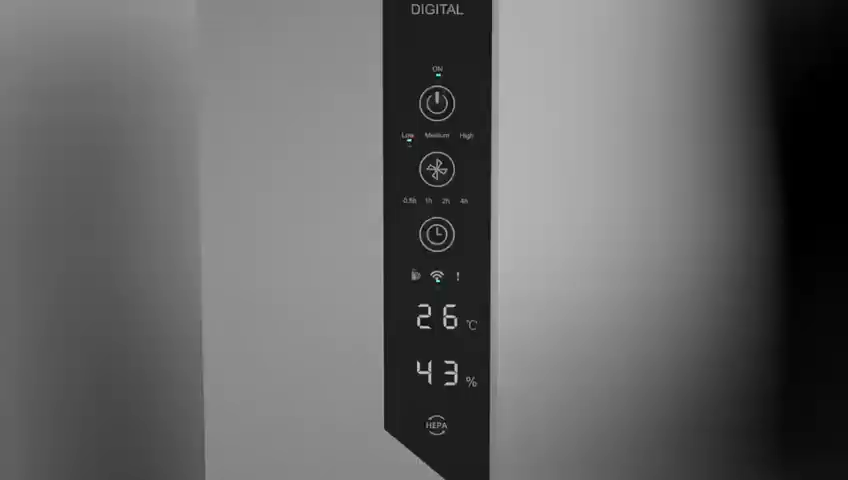 DIGITAL
ON
Low Medium High
0.5h 1h 2h 4h
!
26 °C
43 %
HEPA